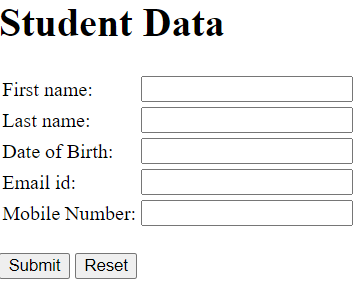 Student Data
First name:
Last name:
Date of Birth:
Email id:
Mobile Number:
Submit Reset